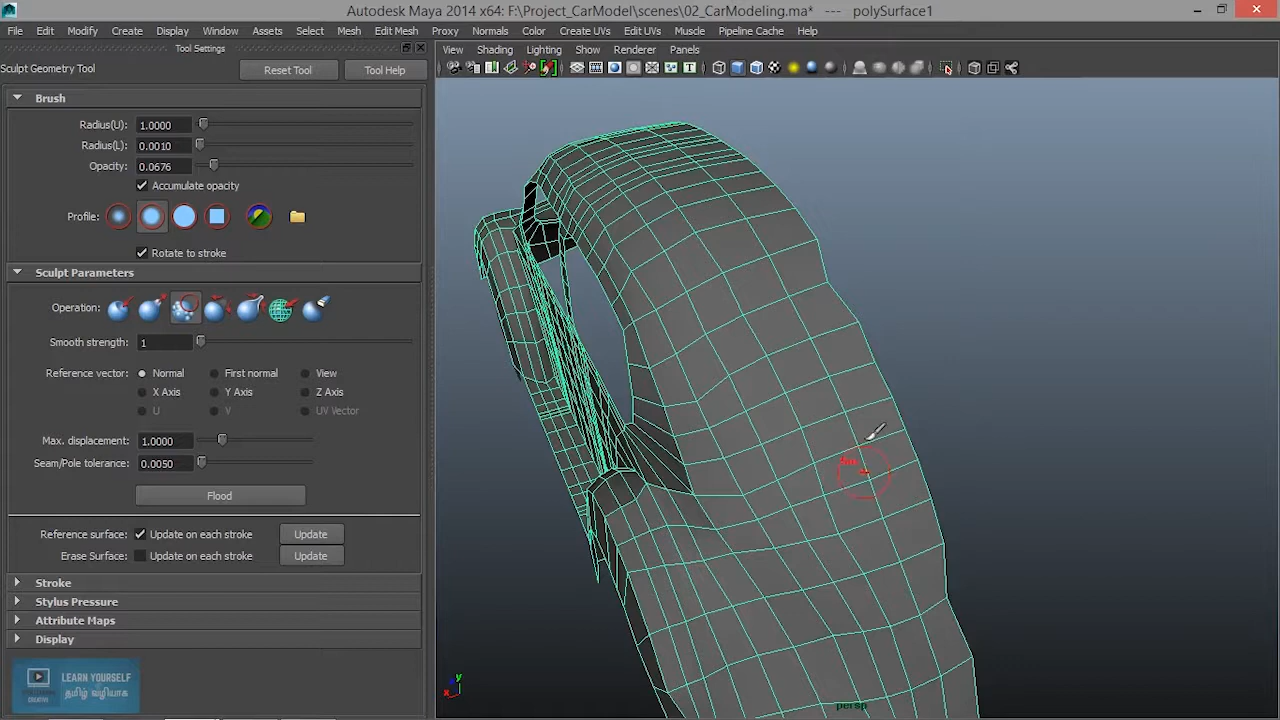 Autodesk Maya 2014 x64: F:\Project_CarModel\scenes\02_CarModeling.ma* --- polySurface1
File Edit Modify Create Display Window Assets Select Mesh Edit Mesh Proxy Normals Color Create UVs Edit UVs Muscle Pipeline Cache Help
Tool Settings
View Shading Lighting Show Renderer Panels
Sculpt Geometry Tool
Reset Tool
Tool Help
Brush
Radius(U): 1.0000
Radius(L): 0.0010
Opacity: 0.0676
Accumulate opacity
Profile:
Rotate to stroke
Sculpt Parameters
Operation:
Smooth strength: 1
Reference vector: Normal First normal View
X Axis Y Axis Z Axis
U V UV Vector
Max. displacement: 1.0000
Seam/Pole tolerance: 0.0050
Flood
Reference surface: Update on each stroke Update
Erase Surface: Update on each stroke Update
Stroke
Stylus Pressure
Attribute Maps
Display
LEARN YOURSELF
தமிழ் வழியாக
CREATIVE
y
x
persp